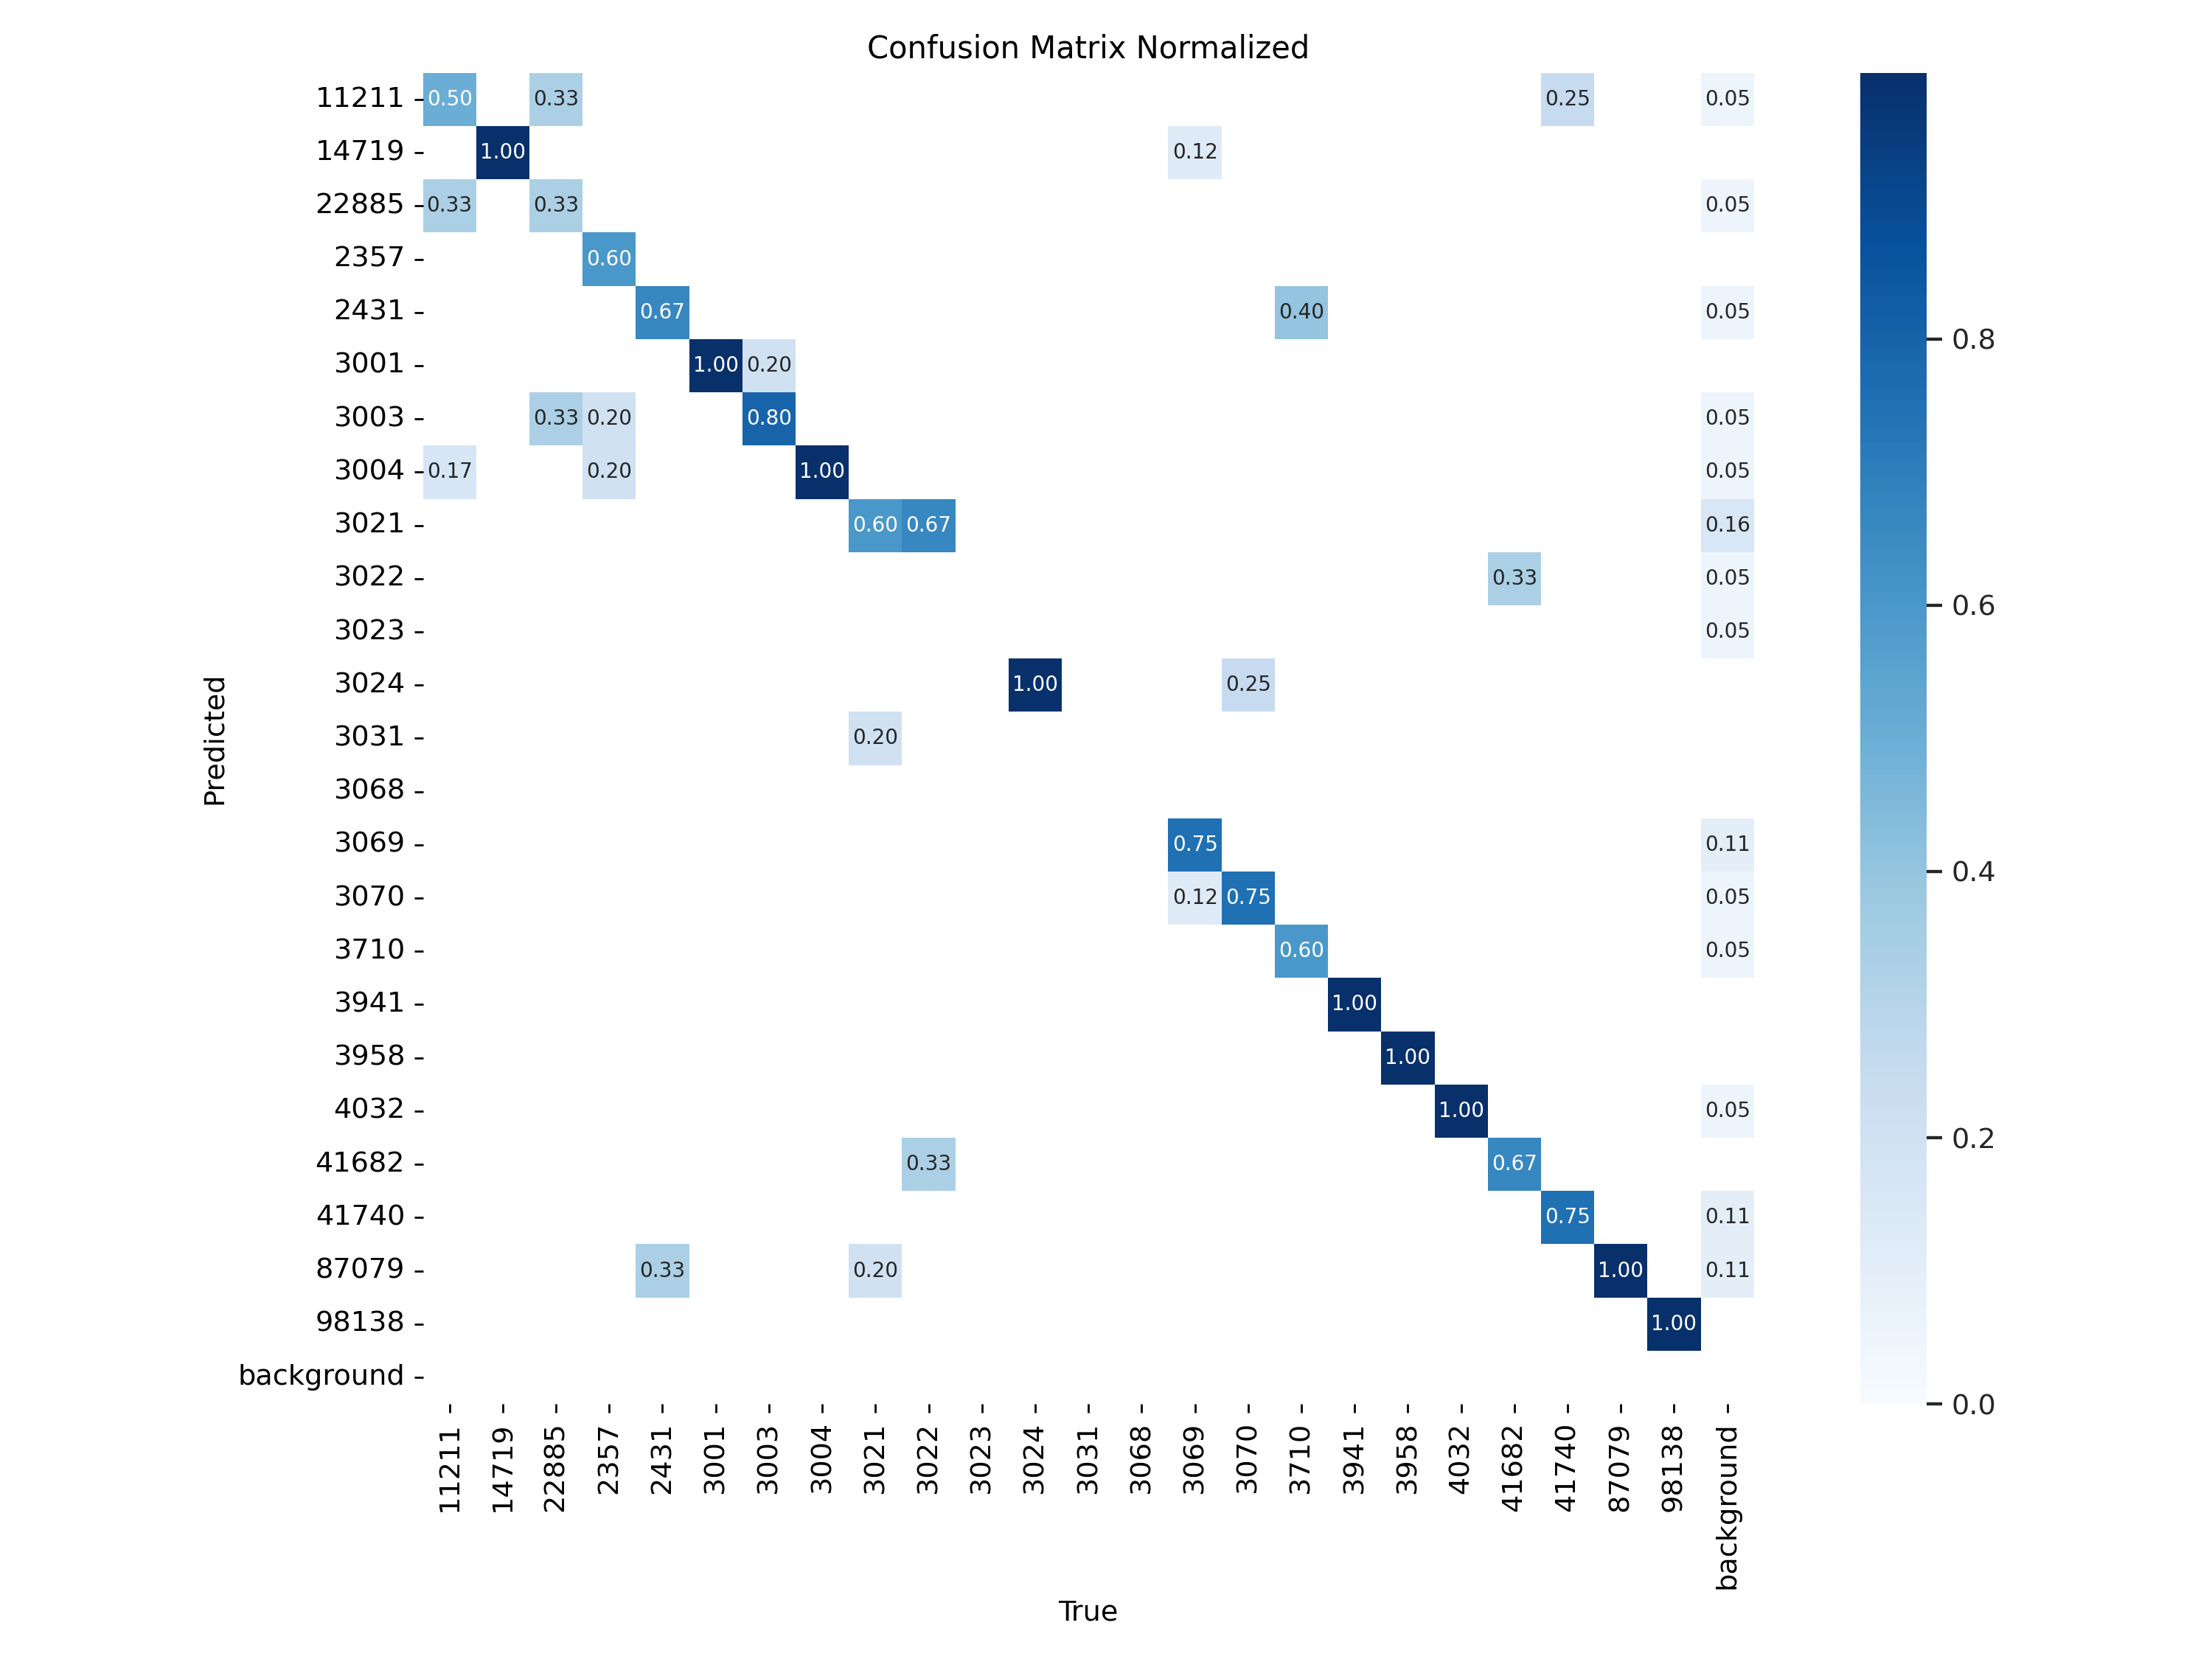 Confusion Matrix Normalized
11211 0.50 0.33 0.25 0.05
14719 1.00 0.12
22885 0.33 0.33 0.05
2357 0.60
2431 0.67 0.40 0.05
3001 1.00 0.20
3003 0.33 0.20 0.80 0.05
3004 0.17 0.20 1.00 0.05
3021 0.60 0.67 0.16
3022 0.33 0.05
3023 0.05
3024 1.00 0.25
3031 0.20
3068
3069 0.75 0.11
3070 0.12 0.75 0.05
3710 0.60 0.05
3941 1.00
3958 1.00
4032 1.00 0.05
41682 0.33 0.67
41740 0.75 0.11
87079 0.33 0.20 1.00 0.11
98138 1.00
background
Predicted
11211 14719 22885 2357 2431 3001 3003 3004 3021 3022 3023 3024 3031 3068 3069 3070 3710 3941 3958 4032 41682 41740 87079 98138 background
True
0.8
0.6
0.4
0.2
0.0